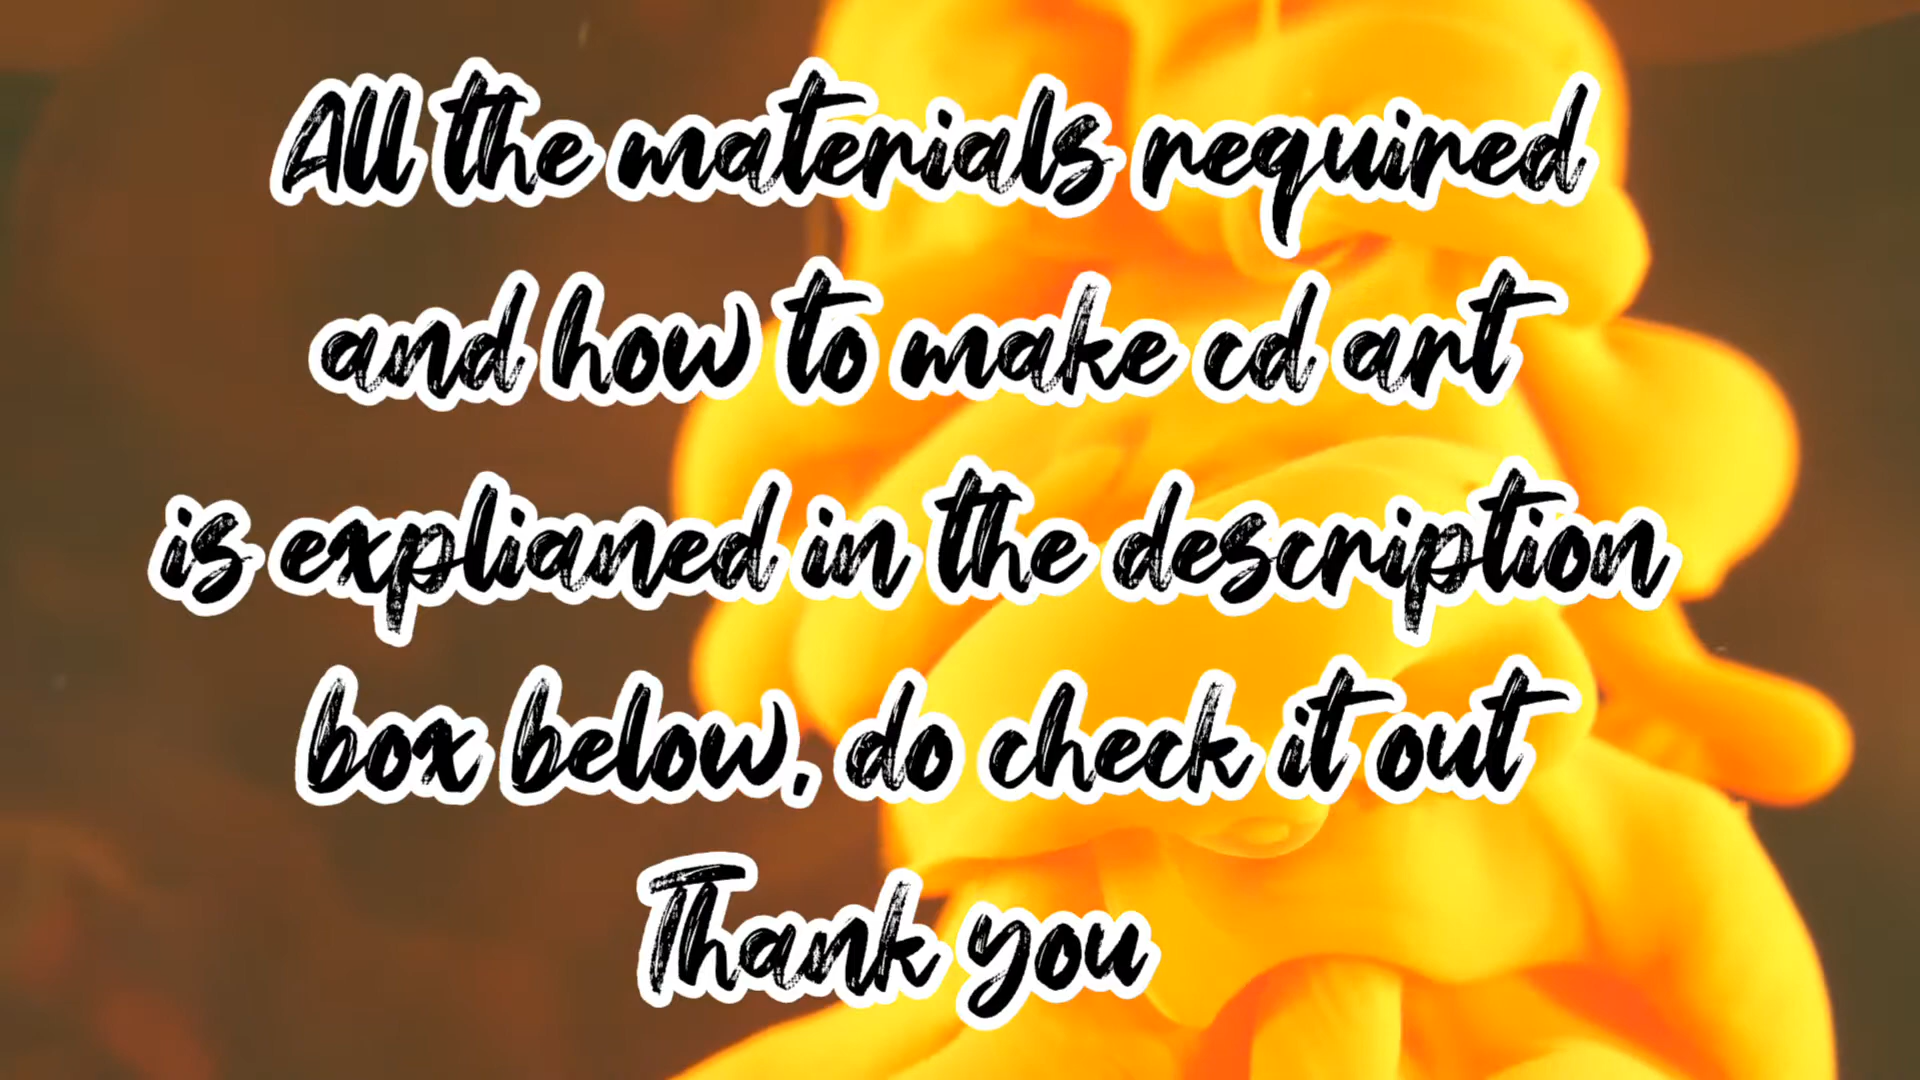 All the materials required
and how to make cd art
is explianed in the description
box below, do check it out
Thank you